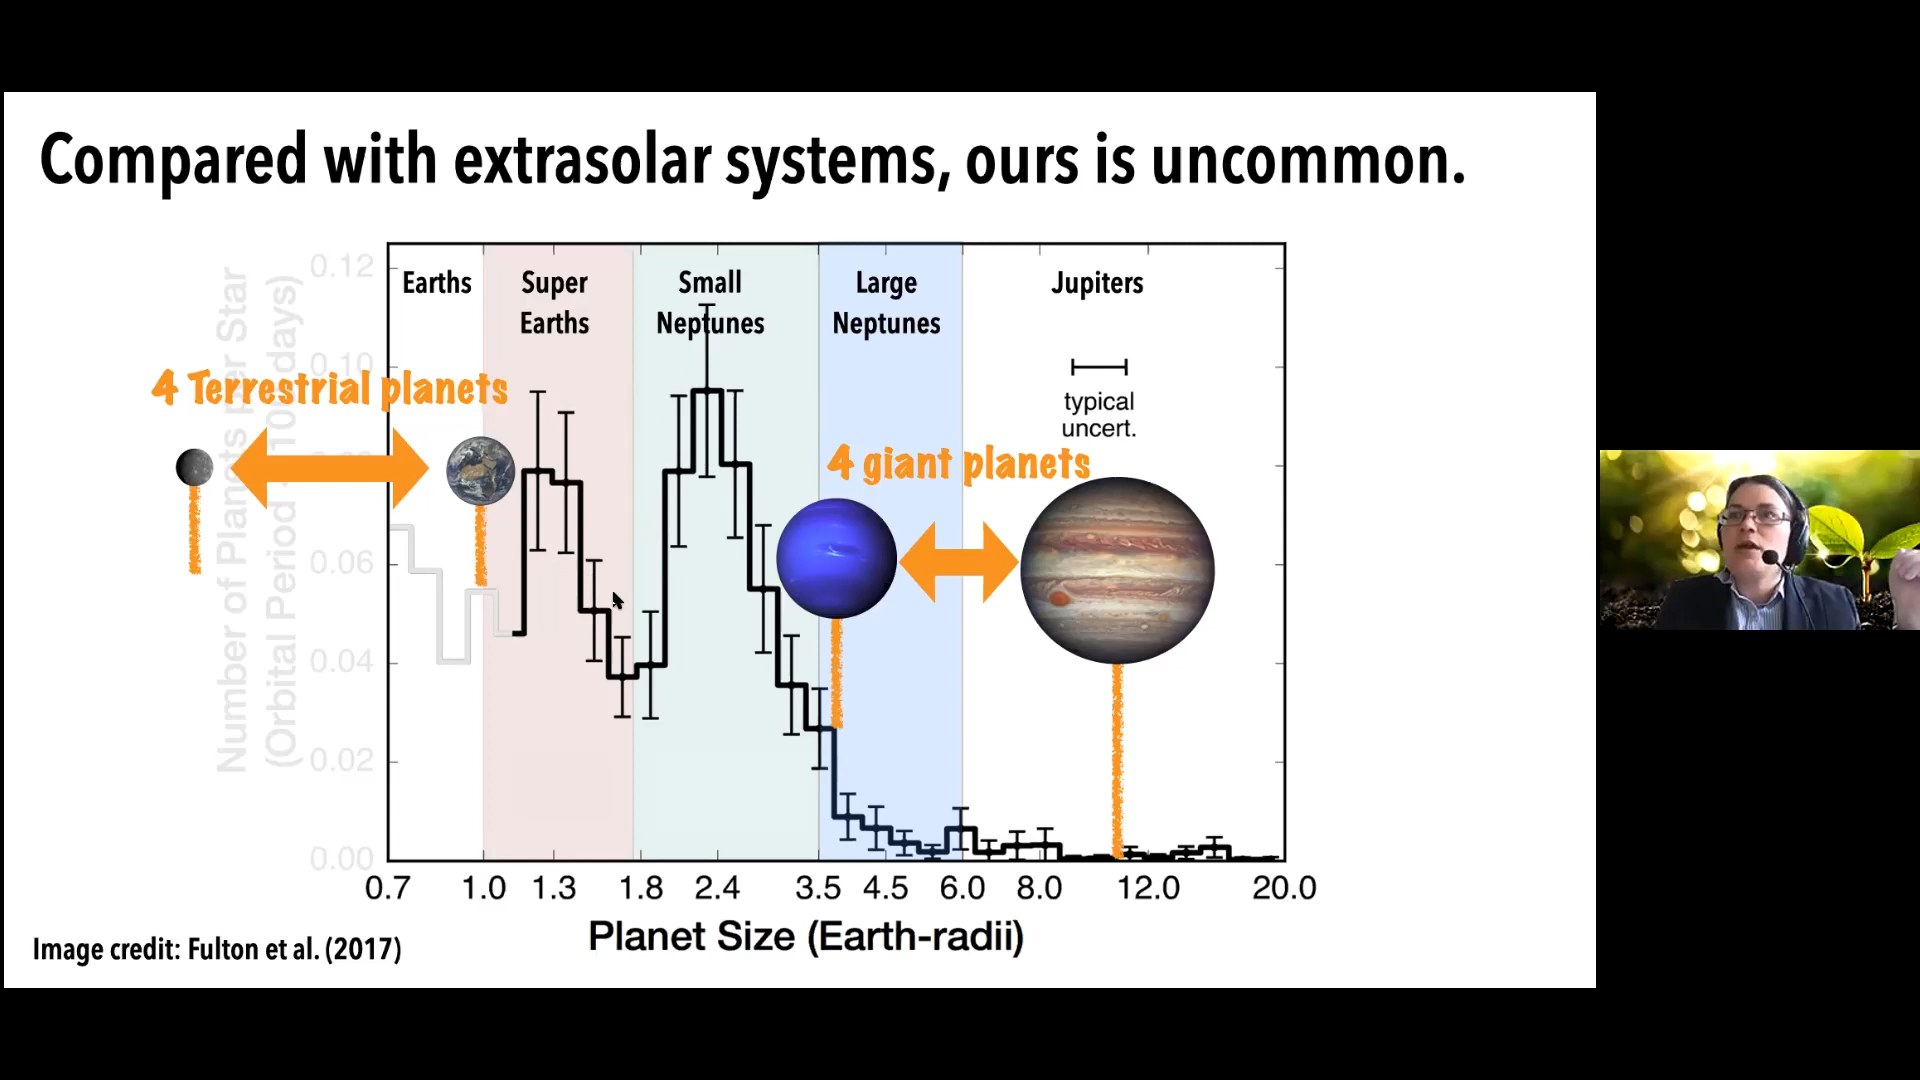 Compared with extrasolar systems, ours is uncommon.
Earths
Super
Earths
Small
Neptunes
Large
Neptunes
Jupiters
typical
uncert.
4 Terrestrial planets
4 giant planets
Number of Planets per Star
(Orbital Period days)
0.12
0.10
0.06
0.04
0.02
0.00
0.7 1.0 1.3 1.8 2.4 3.5 4.5 6.0 8.0 12.0 20.0
Planet Size (Earth-radii)
Image credit: Fulton et al. (2017)